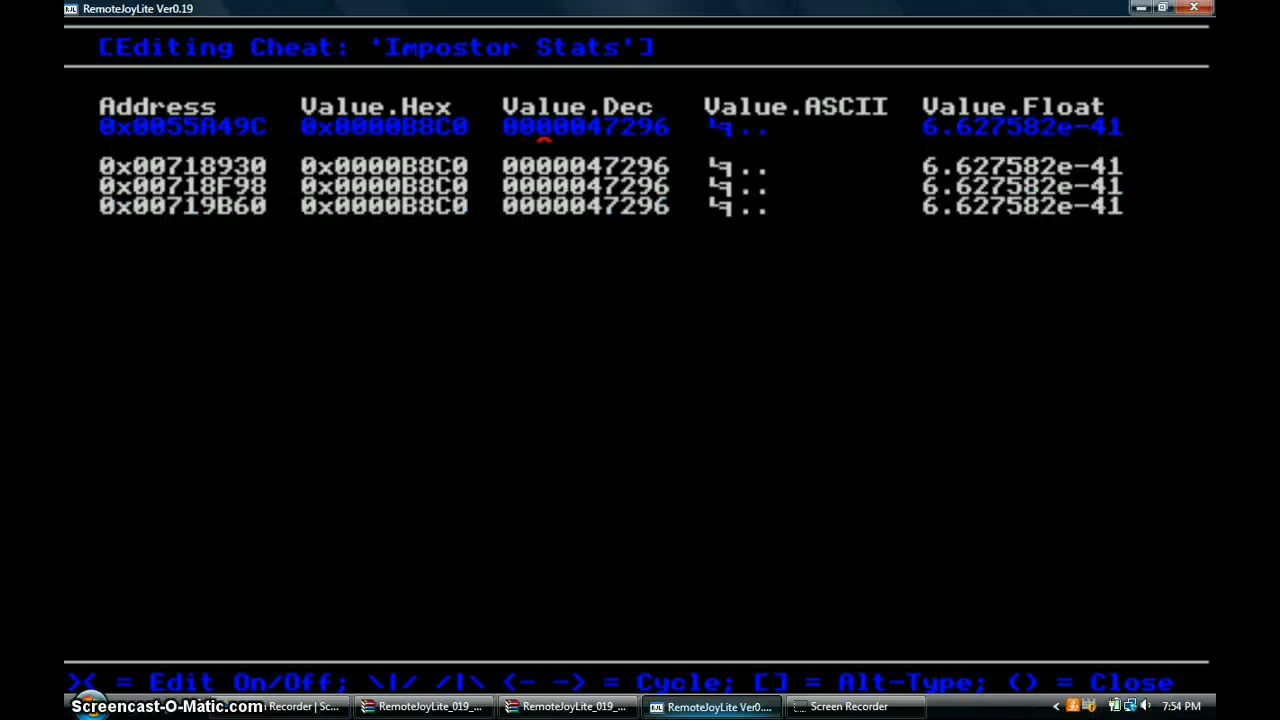 RemoteJoyLite Ver0.19
[Editing Cheat: 'Impostor Stats']
Address Value.Hex Value.Dec Value.ASCII Value.Float
0x0055A49C 0x0000B8C0 0000047296 ╘╕.. 6.627582e-41
0x00718930 0x0000B8C0 0000047296 ╘╕.. 6.627582e-41
0x00718F98 0x0000B8C0 0000047296 ╘╕.. 6.627582e-41
0x00719B60 0x0000B8C0 0000047296 ╘╕.. 6.627582e-41
>< = Edit On/Off; \|/ /|\ <- -> = Cycle; [] = Alt-Type; () = Close
Screencast-O-Matic.com Recorder | Sc... RemoteJoyLite_019_... RemoteJoyLite_019_... RemoteJoyLite Ver0.... Screen Recorder < 7:54 PM